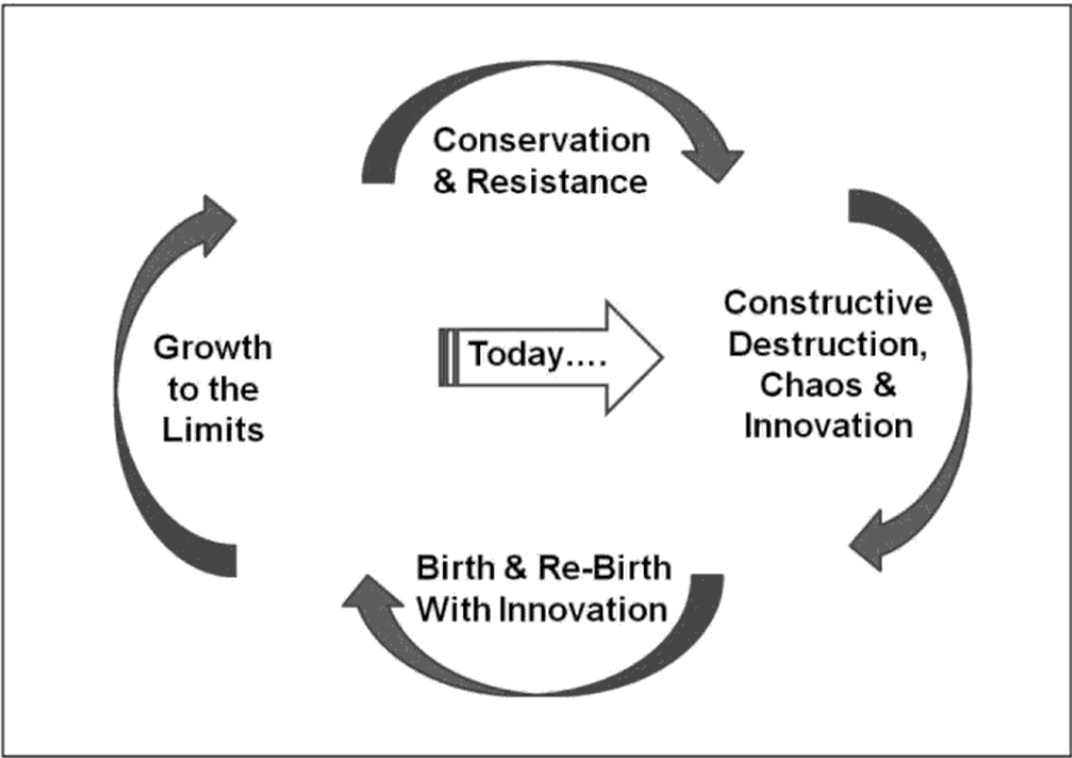 Conservation
& Resistance
Constructive
Destruction,
Chaos &
Innovation
Today....
Growth
to the
Limits
Birth & Re-Birth
With Innovation